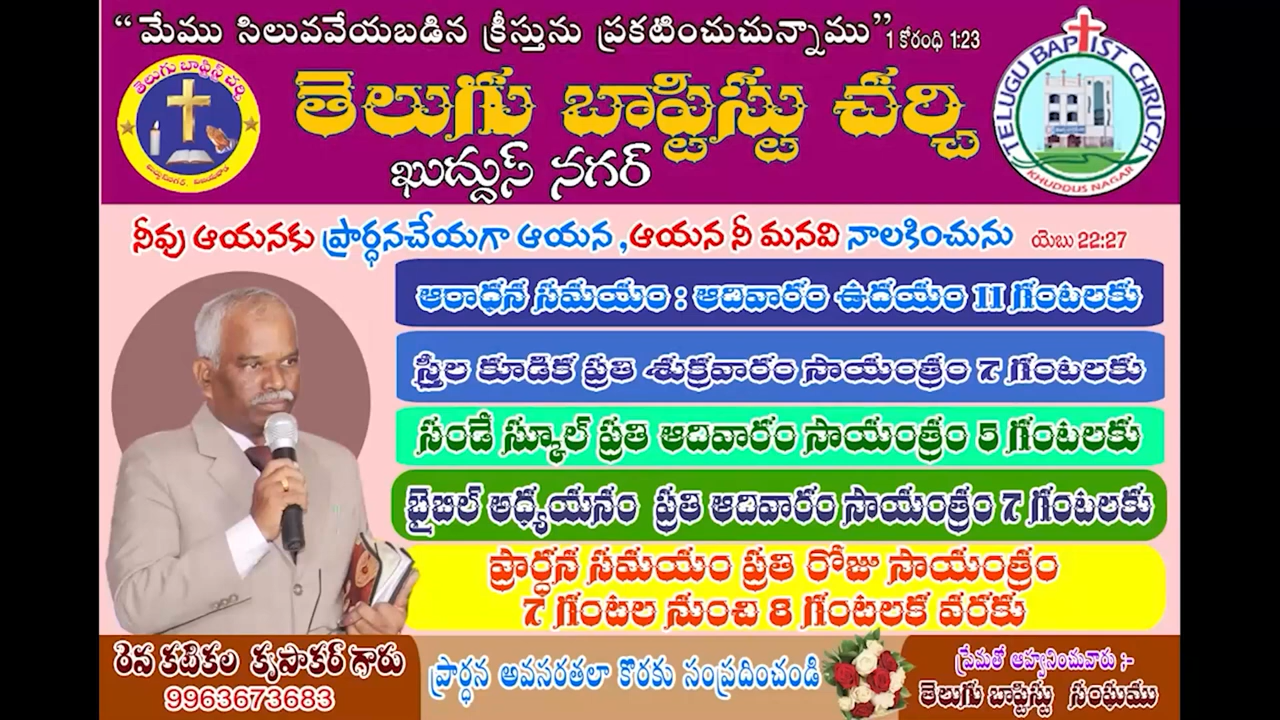 “మేము సిలువవేయబడిన క్రీస్తును ప్రకటించుచున్నాము” 1 కోరంథి 1:23
తెలుగు బాప్టిస్ట్ చర్చి
తెలుగు బాప్టిస్టు చర్చి
TELUGU BAPTIST CHRUCH
KHUDDUS NAGAR
ఖుద్దుస్ నగర్
నీవు ఆయనకు ప్రార్ధనచేయగా ఆయన ,ఆయన నీ మనవి నాలకించును యెబు 22:27
ఆరాధన సమయం : ఆదివారం ఉదయం 11 గంటలకు
స్త్రీల కూడిక ప్రతి శుక్రవారం సాయంత్రం 7 గంటలకు
సండే స్కూల్ ప్రతి ఆదివారం సాయంత్రం 5 గంటలకు
బైబిల్ అధ్యయనం ప్రతి ఆదివారం సాయంత్రం 7 గంటలకు
ప్రార్ధన సమయం ప్రతి రోజు సాయంత్రం
7 గంటల నుంచి 8 గంటలక వరకు
రెవ కటికల కృపాకర్ గారు
9963673683
ప్రార్ధన అవసరతలా కొరకు సంప్రదించండి
ప్రేమతో ఆహ్వనించువారు :-
తెలుగు బాప్టిస్టు సంఘము